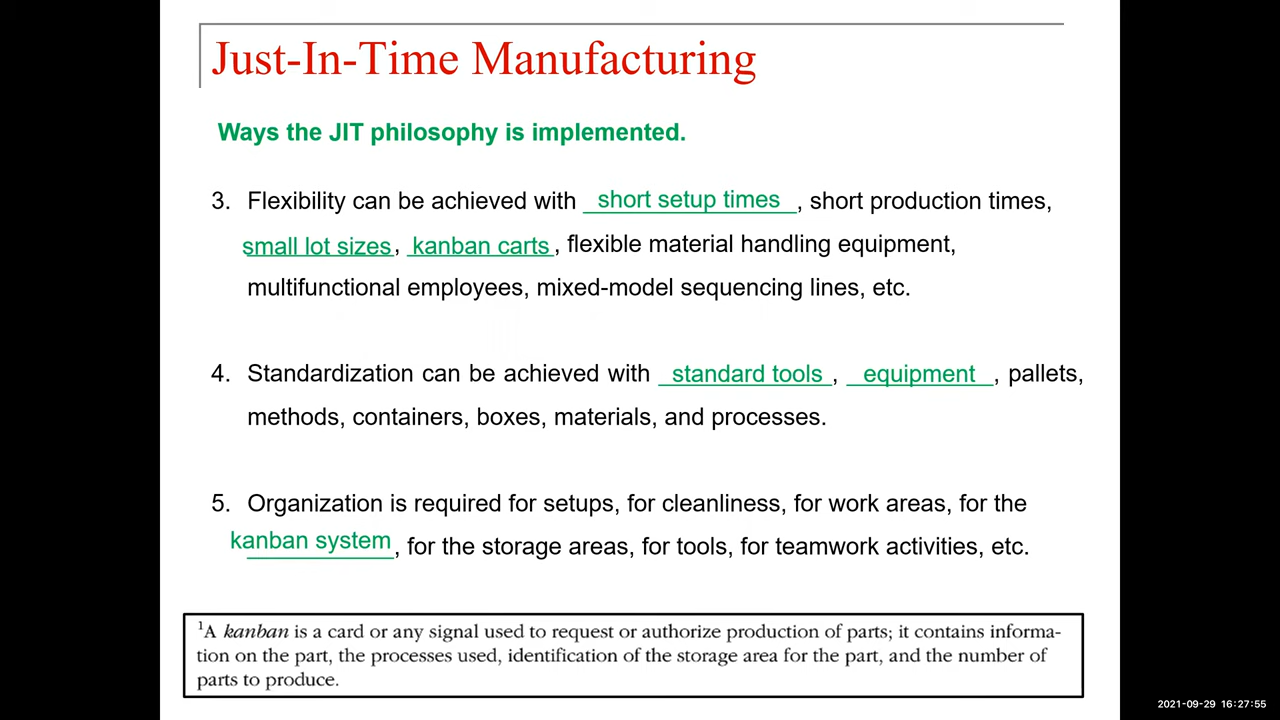 Just-In-Time Manufacturing
Ways the JIT philosophy is implemented.
3. Flexibility can be achieved with short setup times, short production times,
small lot sizes, kanban carts, flexible material handling equipment,
multifunctional employees, mixed-model sequencing lines, etc.
4. Standardization can be achieved with standard tools, equipment, pallets,
methods, containers, boxes, materials, and processes.
5. Organization is required for setups, for cleanliness, for work areas, for the
kanban system, for the storage areas, for tools, for teamwork activities, etc.
1A kanban is a card or any signal used to request or authorize production of parts; it contains informa-
tion on the part, the processes used, identification of the storage area for the part, and the number of
parts to produce.
2021-09-29 16:27:55